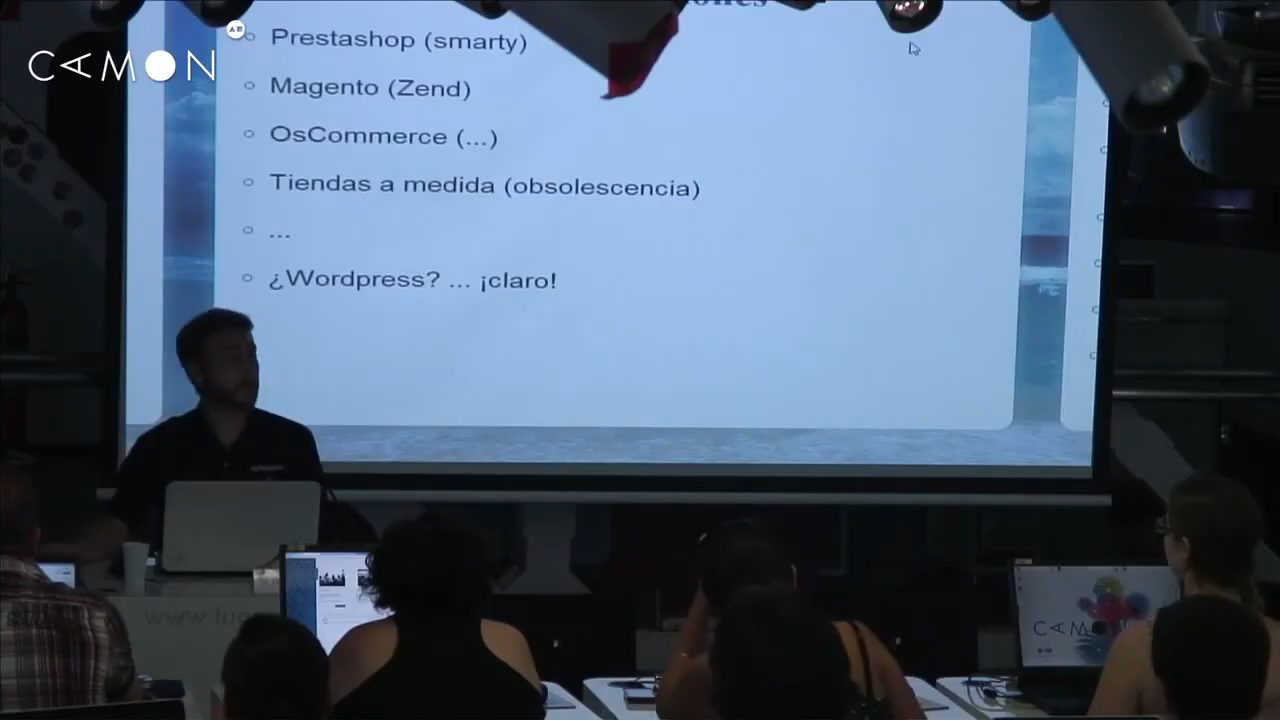 CAMON
Prestashop (smarty)
Magento (Zend)
OsCommerce (...)
Tiendas a medida (obsolescencia)
...
¿Wordpress? ... ¡claro!
CAMON